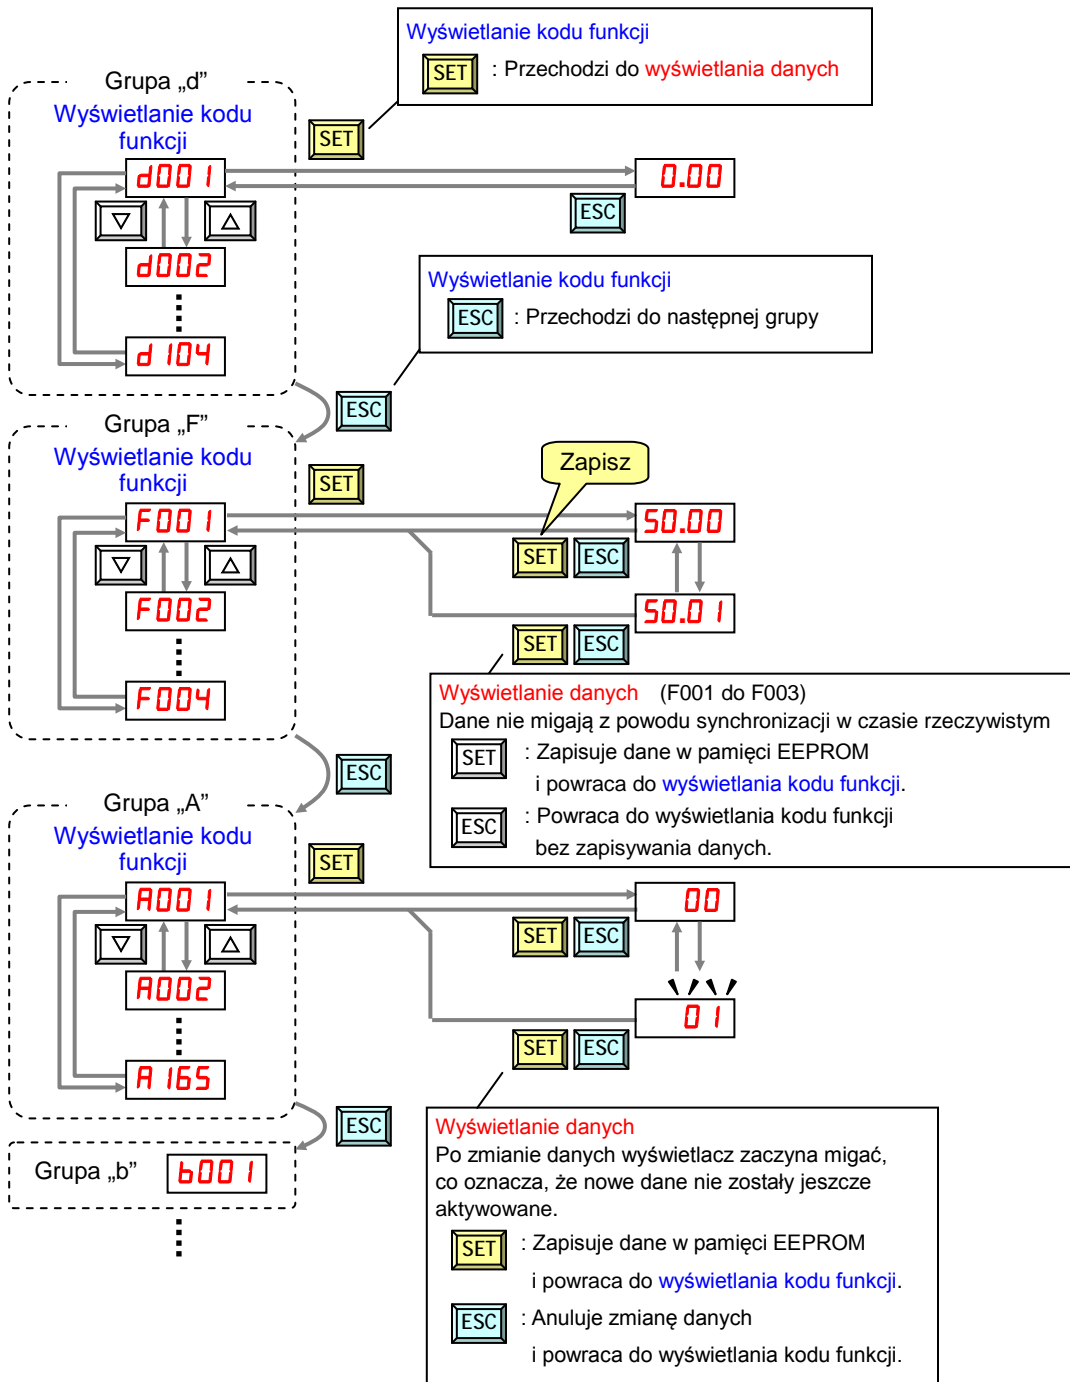 Wyświetlanie kodu funkcji
SET : Przechodzi do wyświetlania danych
Grupa „d”
Wyświetlanie kodu
funkcji
SET
d001
0.00
ESC
d002
d104
Wyświetlanie kodu funkcji
ESC : Przechodzi do następnej grupy
ESC
Grupa „F”
Wyświetlanie kodu
funkcji
SET
Zapisz
F001
50.00
SET ESC
F002
50.01
SET ESC
F004
Wyświetlanie danych (F001 do F003)
Dane nie migają z powodu synchronizacji w czasie rzeczywistym
SET : Zapisuje dane w pamięci EEPROM
i powraca do wyświetlania kodu funkcji.
ESC : Powraca do wyświetlania kodu funkcji
bez zapisywania danych.
ESC
Grupa „A”
Wyświetlanie kodu
funkcji
SET
A001
00
SET ESC
A002
01
SET ESC
A165
ESC
Grupa „b” b001
Wyświetlanie danych
Po zmianie danych wyświetlacz zaczyna migać,
co oznacza, że nowe dane nie zostały jeszcze
aktywowane.
SET : Zapisuje dane w pamięci EEPROM
i powraca do wyświetlania kodu funkcji.
ESC : Anuluje zmianę danych
i powraca do wyświetlania kodu funkcji.